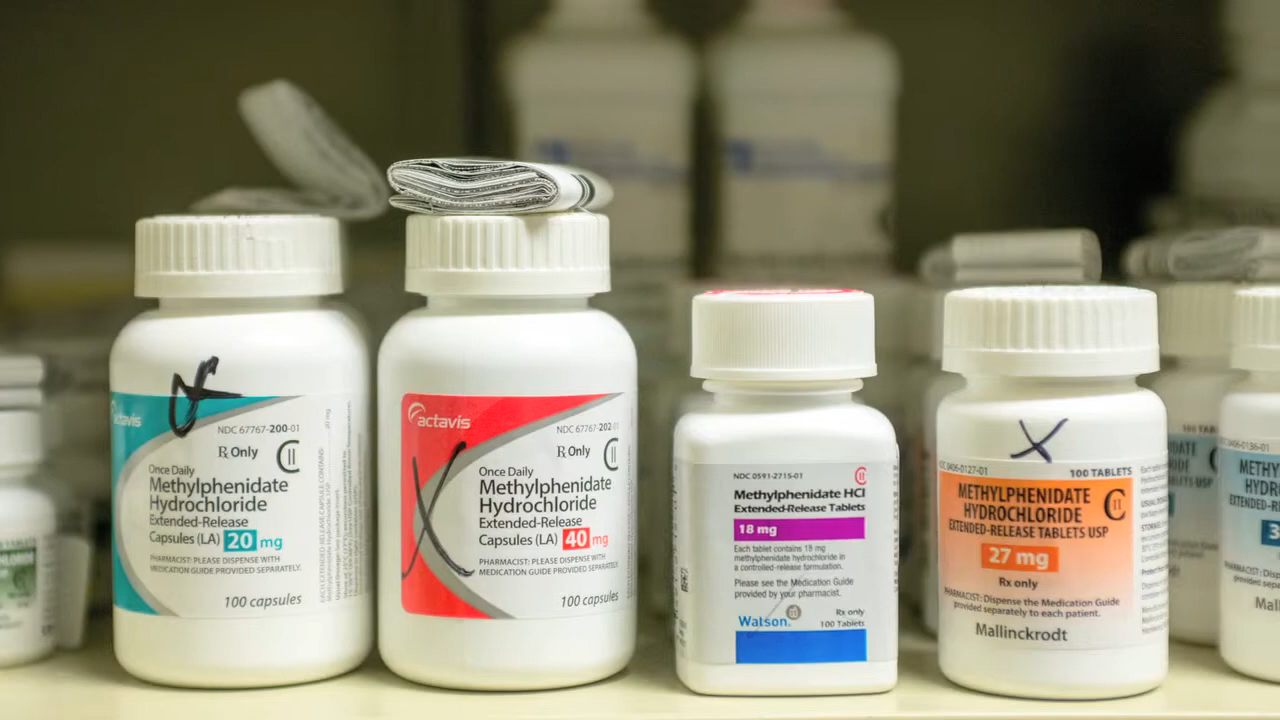 actavis
NDC 67767-200-01
Rx Only
CII
Once Daily
Methylphenidate
Hydrochloride
Extended-Release
Capsules (LA) 20 mg
PHARMACIST: PLEASE DISPENSE WITH
MEDICATION GUIDE PROVIDED SEPARATELY.
100 capsules
actavis
NDC 67767-202-01
Rx Only
CII
Once Daily
Methylphenidate
Hydrochloride
Extended-Release
Capsules (LA) 40 mg
PHARMACIST: PLEASE DISPENSE WITH
MEDICATION GUIDE PROVIDED SEPARATELY.
100 capsules
NDC 0591-2715-01
CII
Methylphenidate HCl
Extended-Release Tablets
18 mg
Each tablet contains 18 mg
methylphenidate hydrochloride in
a controlled-release formulation.
Please see the Medication Guide
provided by your pharmacist.
Watson.
Rx only
100 Tablets
X
0406-0127-01
100 TABLETS
METHYLPHENIDATE
HYDROCHLORIDE
CII
EXTENDED-RELEASE TABLETS USP
27 mg
Rx only
PHARMACIST: Dispense the Medication Guide
provided separately to each patient.
Mallinckrodt
0406-0136-01